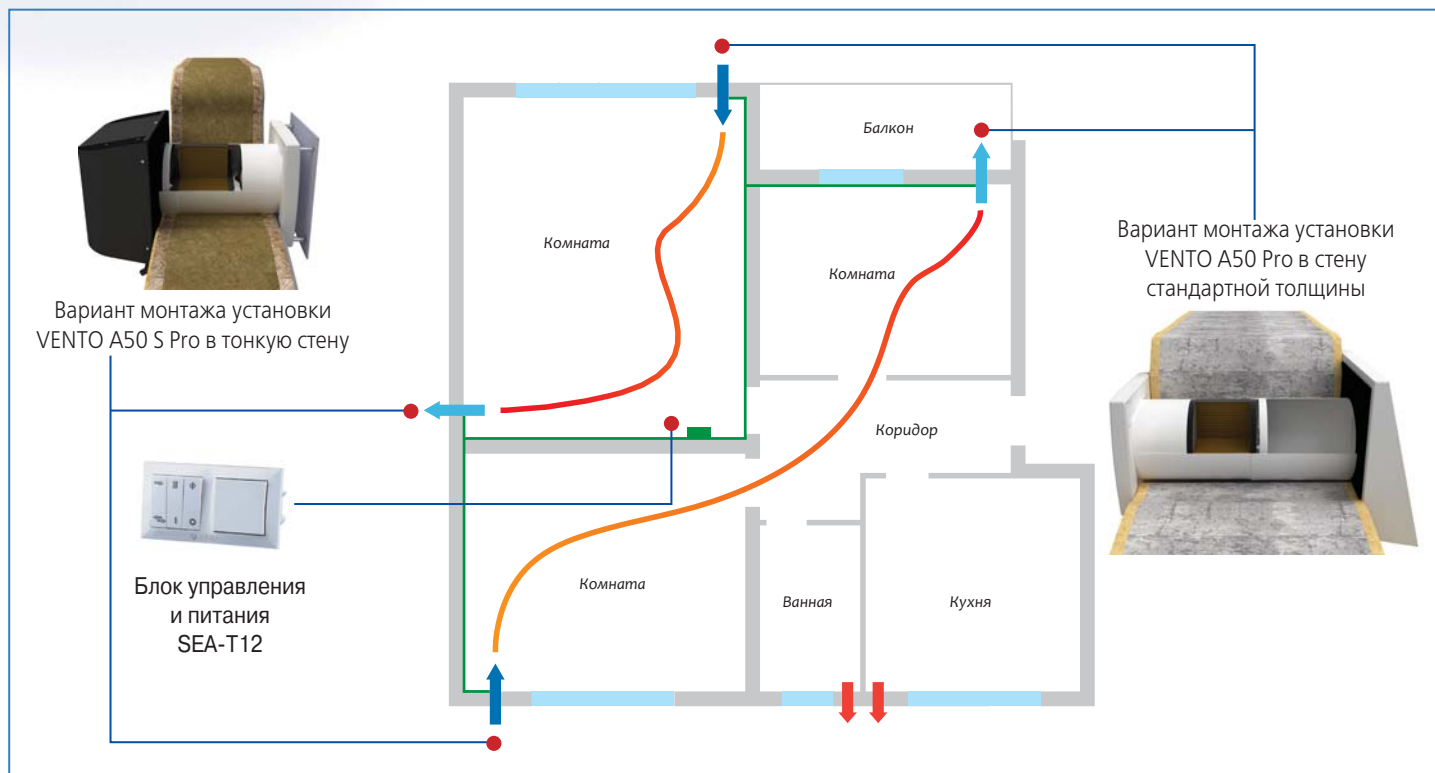 Балкон
Комната
Комната
Вариант монтажа установки
VENTO A50 Pro в стену
стандартной толщины
Вариант монтажа установки
VENTO A50 S Pro в тонкую стену
Коридор
Блок управления
и питания
SEA-T12
Комната
Ванная
Кухня